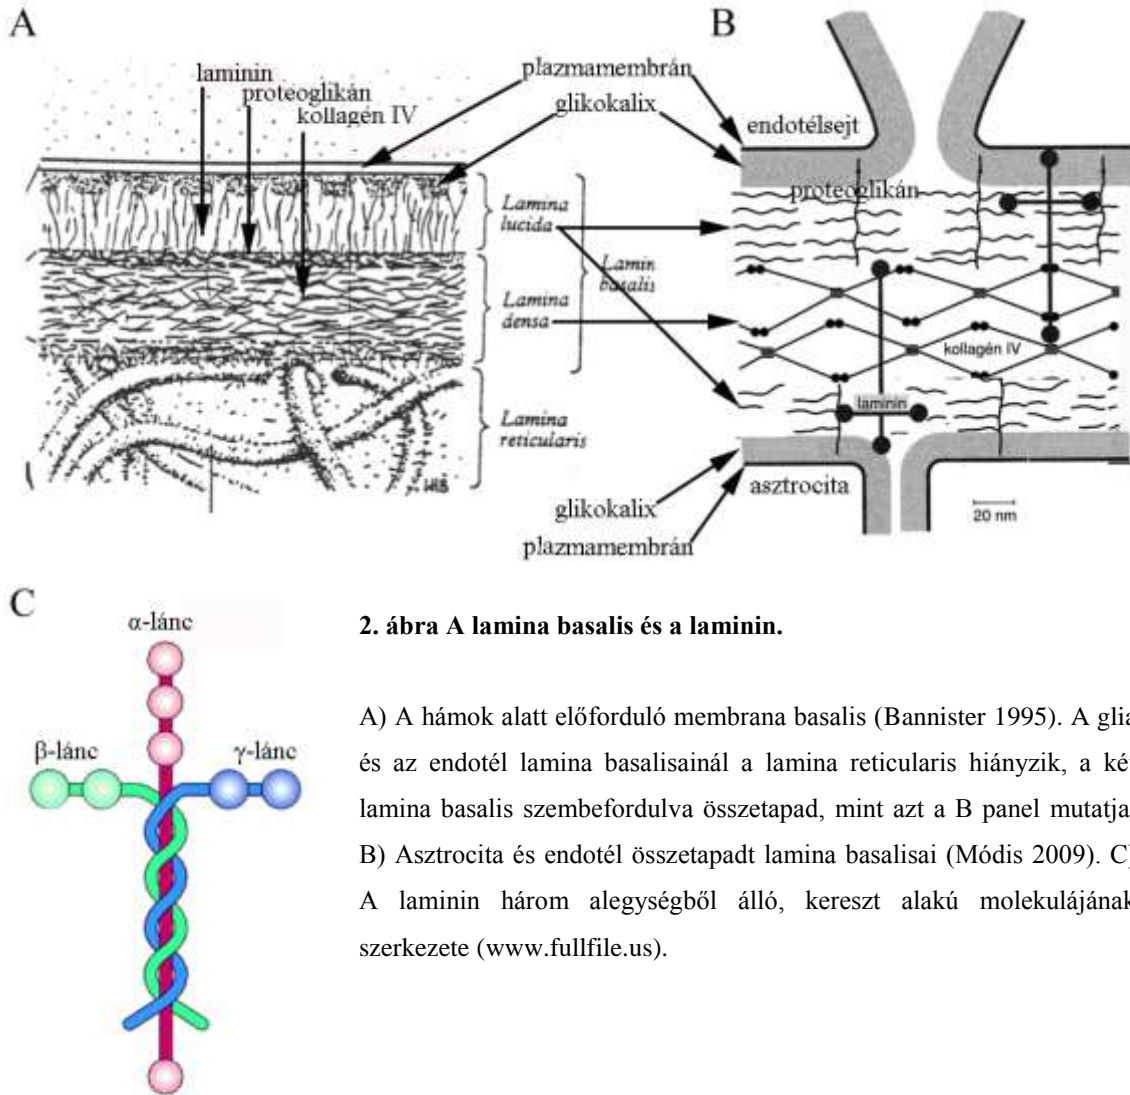 A
B
laminin
proteoglikán
kollagén IV
plazmamembrán
glikokalix
endotélsejt
proteoglikán
Lamina
lucida
Lamin
basalis
Lamina
densa
Lamina
reticularis
kollagén IV
laminin
asztrocita
glikokalix
plazmamembrán
20 nm
C
α-lánc
β-lánc
γ-lánc
2. ábra A lamina basalis és a laminin.
A) A hámok alatt előforduló membrana basalis (Bannister 1995). A glia
és az endotél lamina basalisainál a lamina reticularis hiányzik, a két
lamina basalis szembefordulva összetapad, mint azt a B panel mutatja
B) Asztrocita és endotél összetapadt lamina basalisai (Módis 2009). C)
A laminin három alegységből álló, kereszt alakú molekulájának
szerkezete (www.fullfile.us).